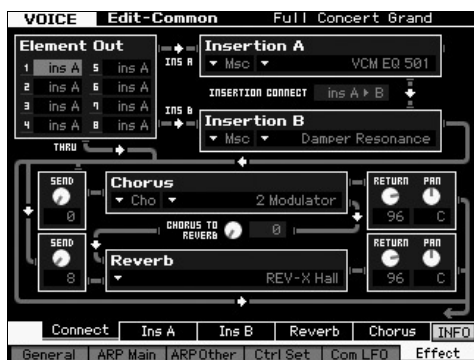 VOICE Edit-Common Full Concert Grand
Element Out
1 ins A 5 ins A
2 ins A 6 ins A
3 ins A 7 ins A
4 ins A 8 ins A
THRU
INS A
INS B
Insertion A
Msc VCM EQ 501
INSERTION CONNECT ins A▸B
Insertion B
Msc Damper Resonance
SEND
0
Chorus
Cho 2 Modulator
RETURN PAN
96 C
CHORUS TO REVERB 0
SEND
8
Reverb
REV-X Hall
RETURN PAN
96 C
Connect Ins A Ins B Reverb Chorus INFO
General ARP Main ARP Other Ctrl Set Com LFO Effect